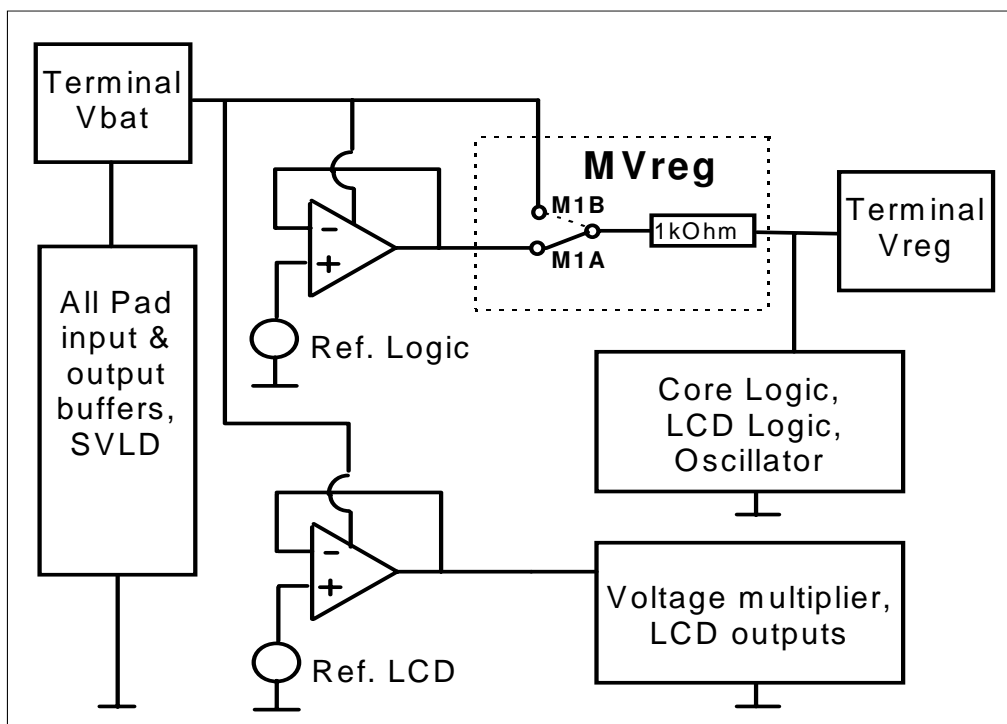 Terminal
Vbat
MVreg
M1B
M1A
1kOhm
Terminal
Vreg
All Pad
input &
output
buffers,
SVLD
−
+
Ref. Logic
Core Logic,
LCD Logic,
Oscillator
−
+
Ref. LCD
Voltage multiplier,
LCD outputs